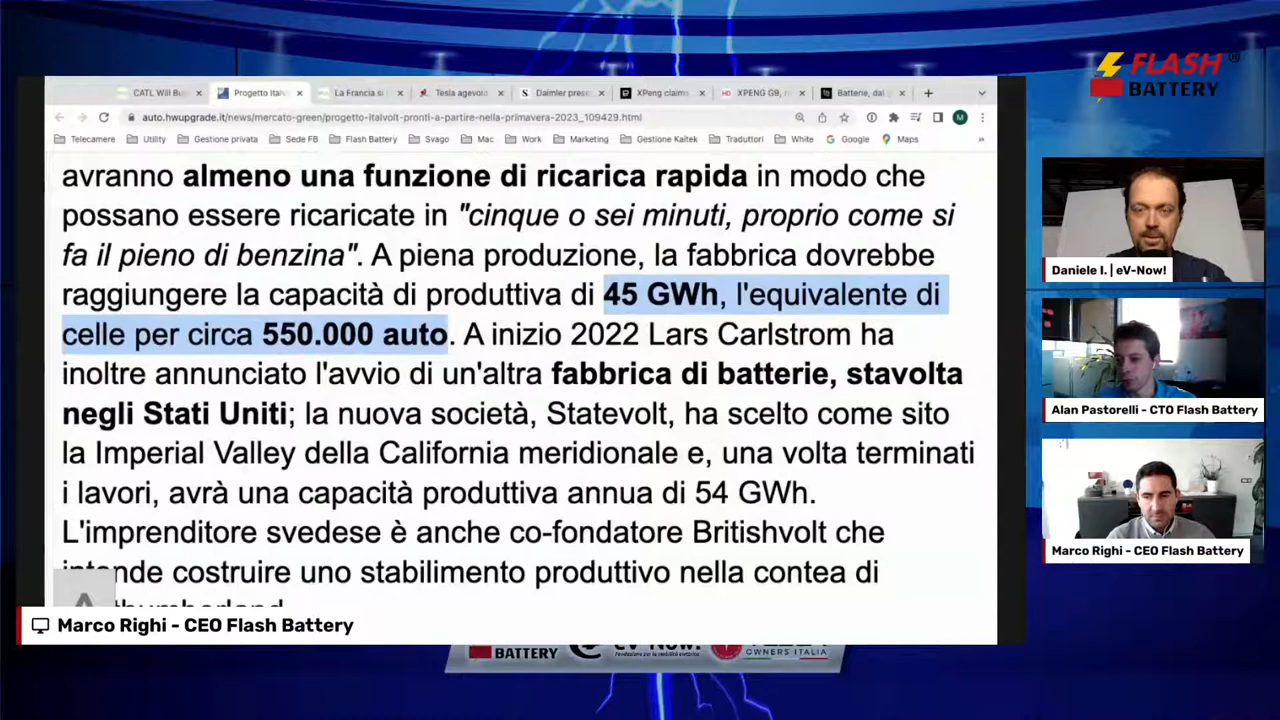 FLASH
BATTERY
CATL Will Bu
Progetto Italv
La Francia si
Tesla agevol
Daimler prese
XPeng claims
XPENG G9, n
Batterie, dal
auto.hwupgrade.it/news/mercato-green/progetto-italvolt-pronti-a-partire-nella-primavera-2023_109429.html
Telecamere Utility Gestione privata Sede FB Flash Battery Svago Mac Work Marketing Gestione Kaitek Traduttori White Google Maps
avranno almeno una funzione di ricarica rapida in modo che
possano essere ricaricate in "cinque o sei minuti, proprio come si
fa il pieno di benzina". A piena produzione, la fabbrica dovrebbe
raggiungere la capacità di produttiva di 45 GWh, l'equivalente di
celle per circa 550.000 auto. A inizio 2022 Lars Carlstrom ha
inoltre annunciato l'avvio di un'altra fabbrica di batterie, stavolta
negli Stati Uniti; la nuova società, Statevolt, ha scelto come sito
la Imperial Valley della California meridionale e, una volta terminati
i lavori, avrà una capacità produttiva annua di 54 GWh.
L'imprenditore svedese è anche co-fondatore Britishvolt che
intende costruire uno stabilimento produttivo nella contea di
Marco Righi - CEO Flash Battery
Daniele I. | eV-Now!
Alan Pastorelli - CTO Flash Battery
Marco Righi - CEO Flash Battery
BATTERY
eV-Now!
OWNERS ITALIA